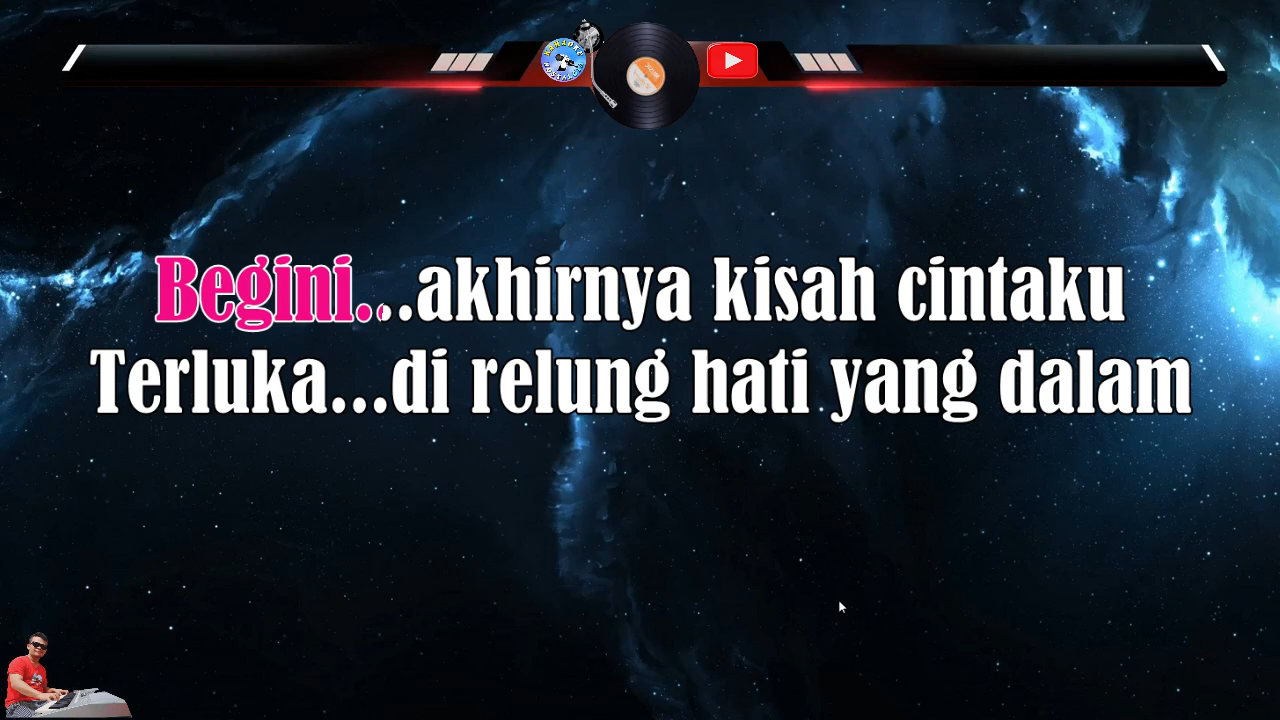 Begini...akhirnya kisah cintaku
Terluka...di relung hati yang dalam